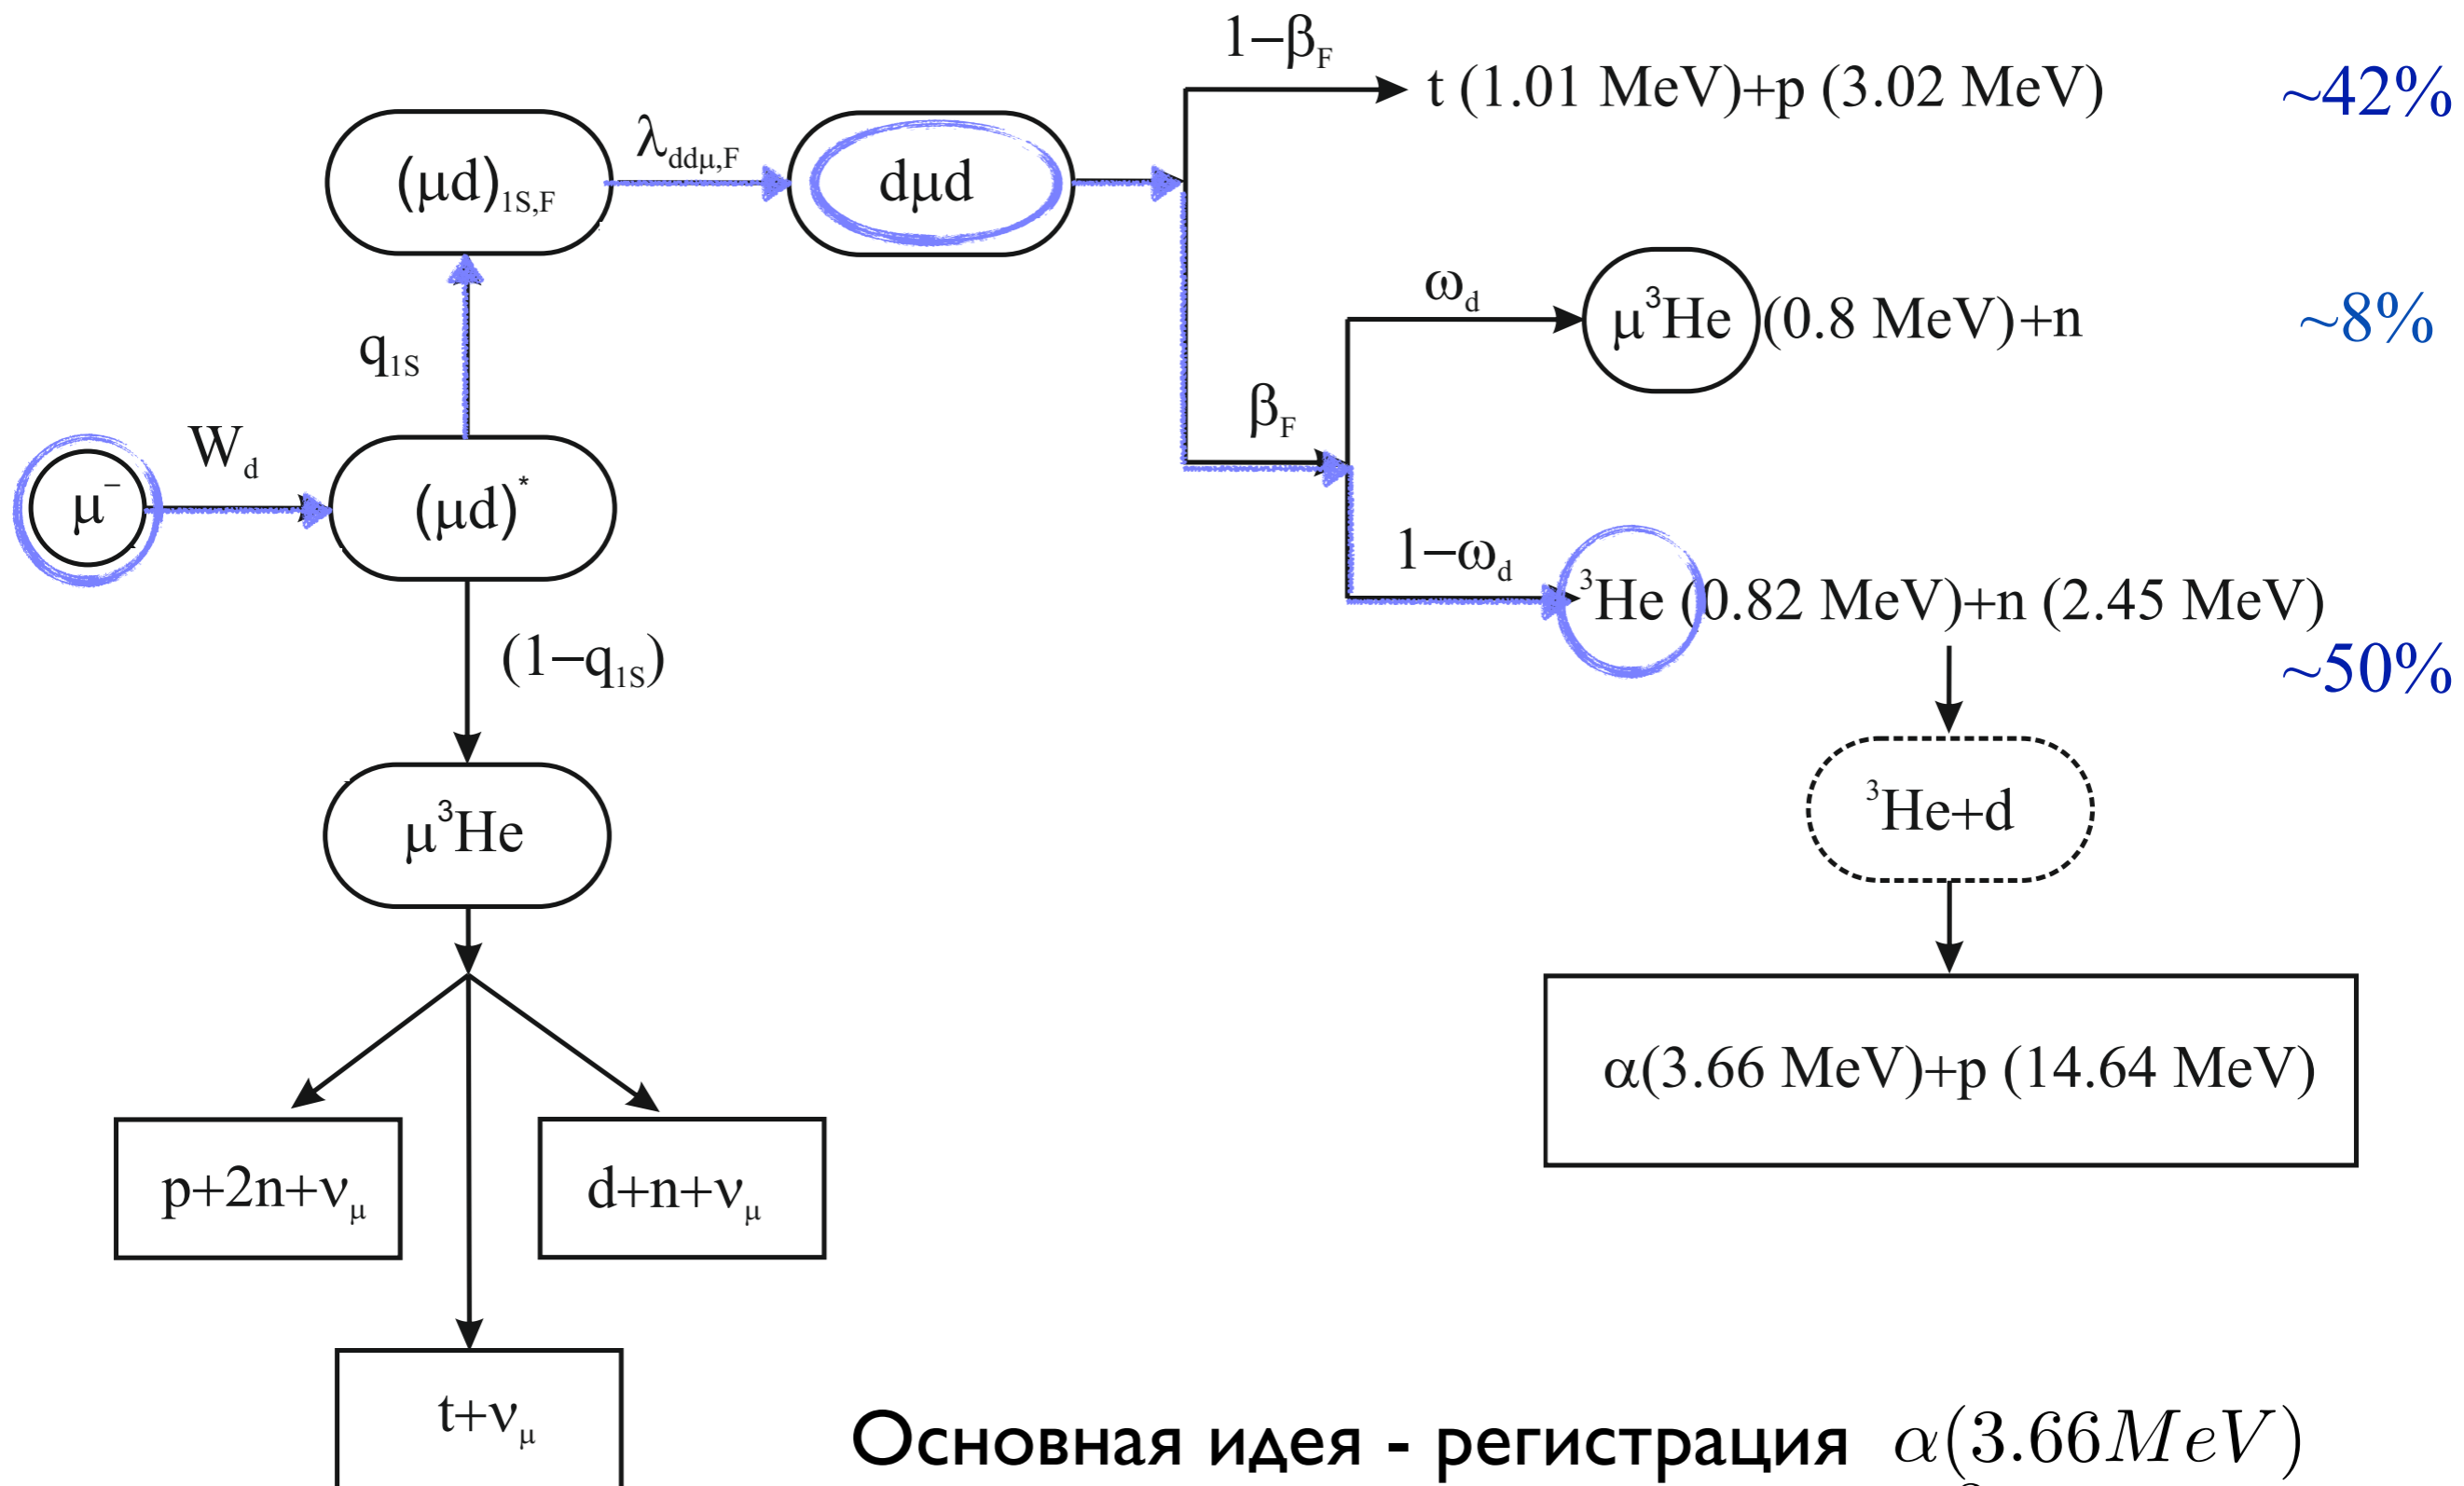 1−β_F
t (1.01 MeV)+p (3.02 MeV) ~42%
(μd)_1S,F λ_ddμ,F dμd
ω_d μ³He (0.8 MeV)+n ~8%
q_1S
β_F
μ⁻ W_d (μd)*
1−ω_d ³He (0.82 MeV)+n (2.45 MeV)
(1−q_1S) ~50%
μ³He ³He+d
α(3.66 MeV)+p (14.64 MeV)
p+2n+ν_μ d+n+ν_μ
t+ν_μ
Основная идея - регистрация α(3.66MeV)